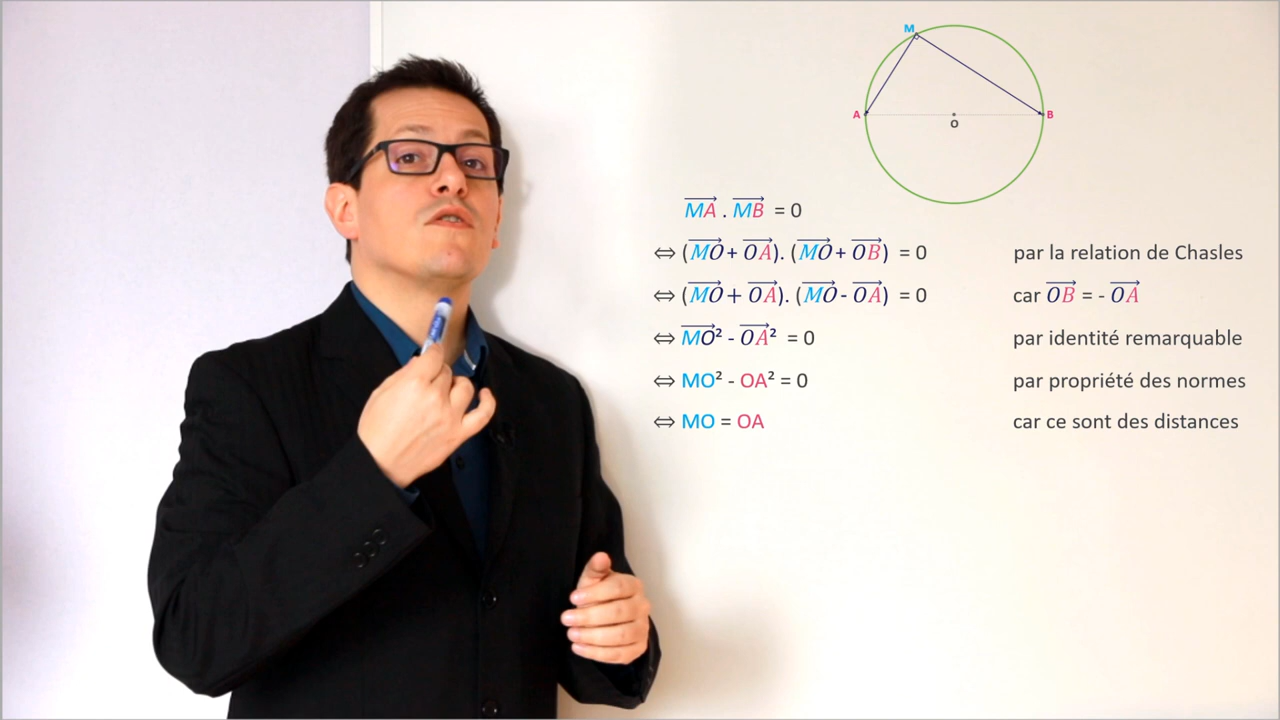 M
A
B
O
MA . MB = 0
⇔ (MO + OA). (MO + OB) = 0 par la relation de Chasles
⇔ (MO + OA). (MO - OA) = 0 car OB = - OA
⇔ MO² - OA² = 0 par identité remarquable
⇔ MO² - OA² = 0 par propriété des normes
⇔ MO = OA car ce sont des distances